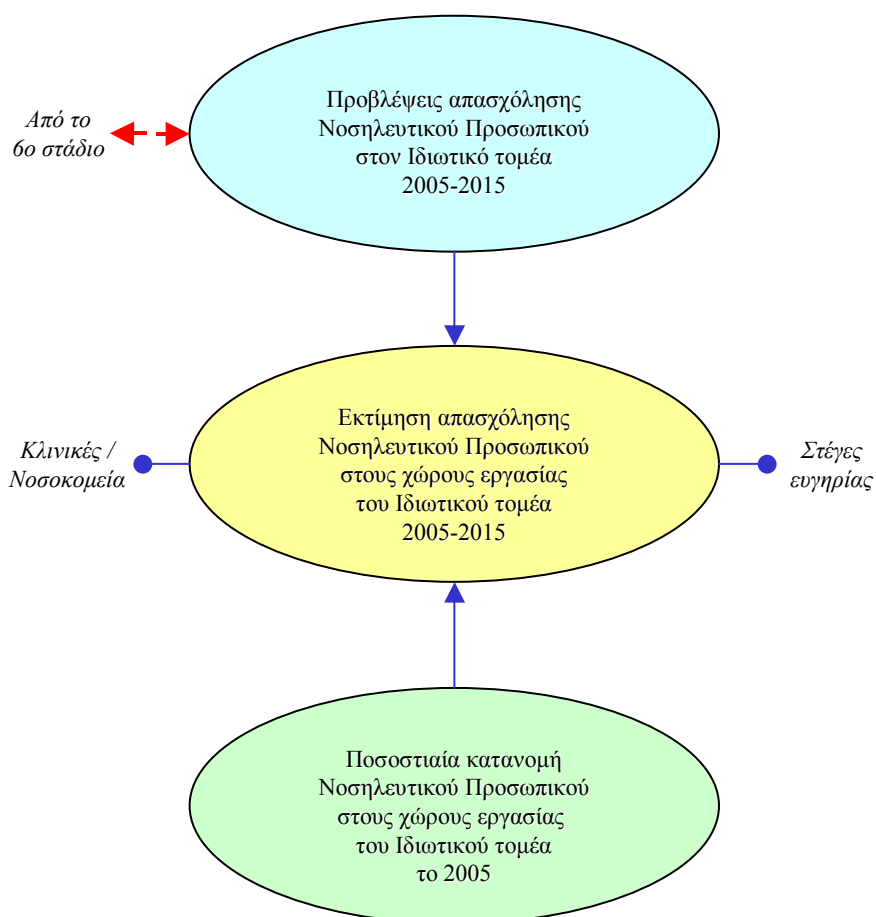 Προβλέψεις απασχόλησης
Νοσηλευτικού Προσωπικού
στον Ιδιωτικό τομέα
2005-2015
Από το
6ο στάδιο
Εκτίμηση απασχόλησης
Νοσηλευτικού Προσωπικού
στους χώρους εργασίας
του Ιδιωτικού τομέα
2005-2015
Κλινικές /
Νοσοκομεία
Στέγες
ευγηρίας
Ποσοστιαία κατανομή
Νοσηλευτικού Προσωπικού
στους χώρους εργασίας
του Ιδιωτικού τομέα
το 2005